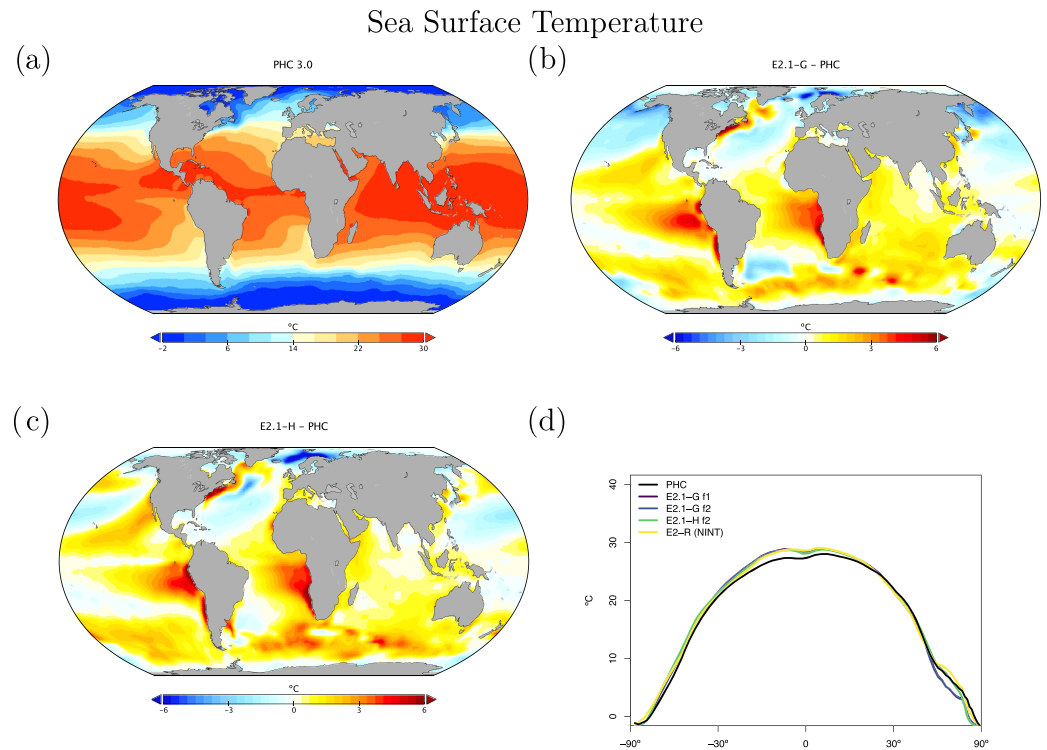 Sea Surface Temperature
(a)
PHC 3.0
°C
−2 6 14 22 30
(b)
E2.1−G − PHC
°C
−6 −3 0 3 6
(c)
E2.1−H − PHC
°C
−6 −3 0 3 6
(d)
PHC
E2.1−G f1
E2.1−G f2
E2.1−H f2
E2−R (NINT)
°C
40
30
20
10
0
−90° −30° 0 30° 90°